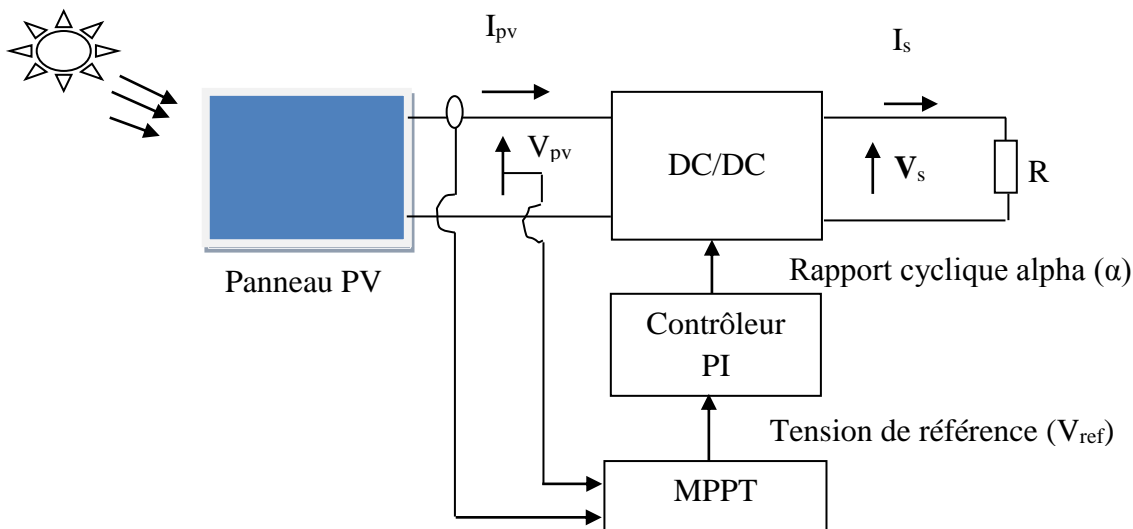 I_pv
I_s
V_pv
DC/DC
V_s
R
Panneau PV
Rapport cyclique alpha (α)
Contrôleur
PI
Tension de référence (V_ref)
MPPT